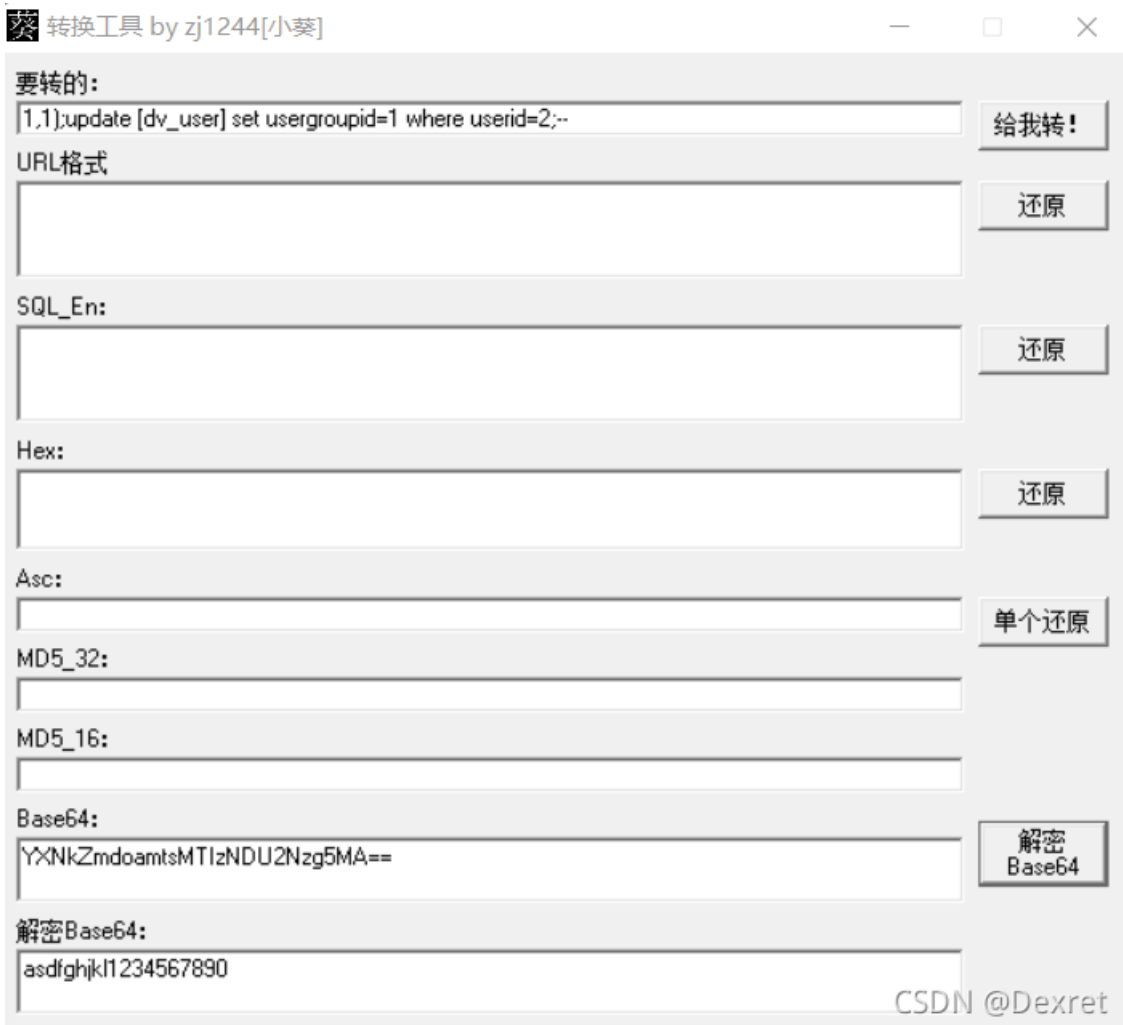 葵 转换工具 by zj1244[小葵]
要转的：
1,1);update [dv_user] set usergroupid=1 where userid=2;--
给我转！
URL格式
还原
SQL_En:
还原
Hex:
还原
Asc:
单个还原
MD5_32:
MD5_16:
Base64:
YXNkZmdoamtsMTIzNDU2Nzg5MA==
解密
Base64
解密Base64:
asdfghjkl1234567890
CSDN @Dexret